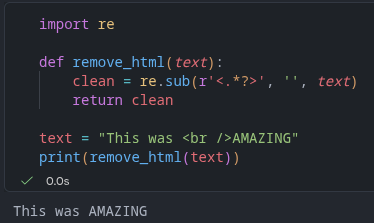 import re
def remove_html(text):
    clean = re.sub(r'<.*?>', '', text)
    return clean
text = "This was <br />AMAZING"
print(remove_html(text))
0.0s
This was AMAZING